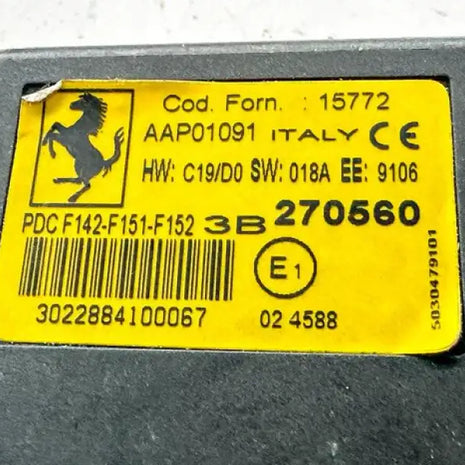 Cod. Forn. : 15772
AAP01091 ITALY CE
HW: C19/D0 SW: 018A EE: 9106
PDC F142-F151-F152 3B 270560
E1
3022884100067 02 4588
5030479101